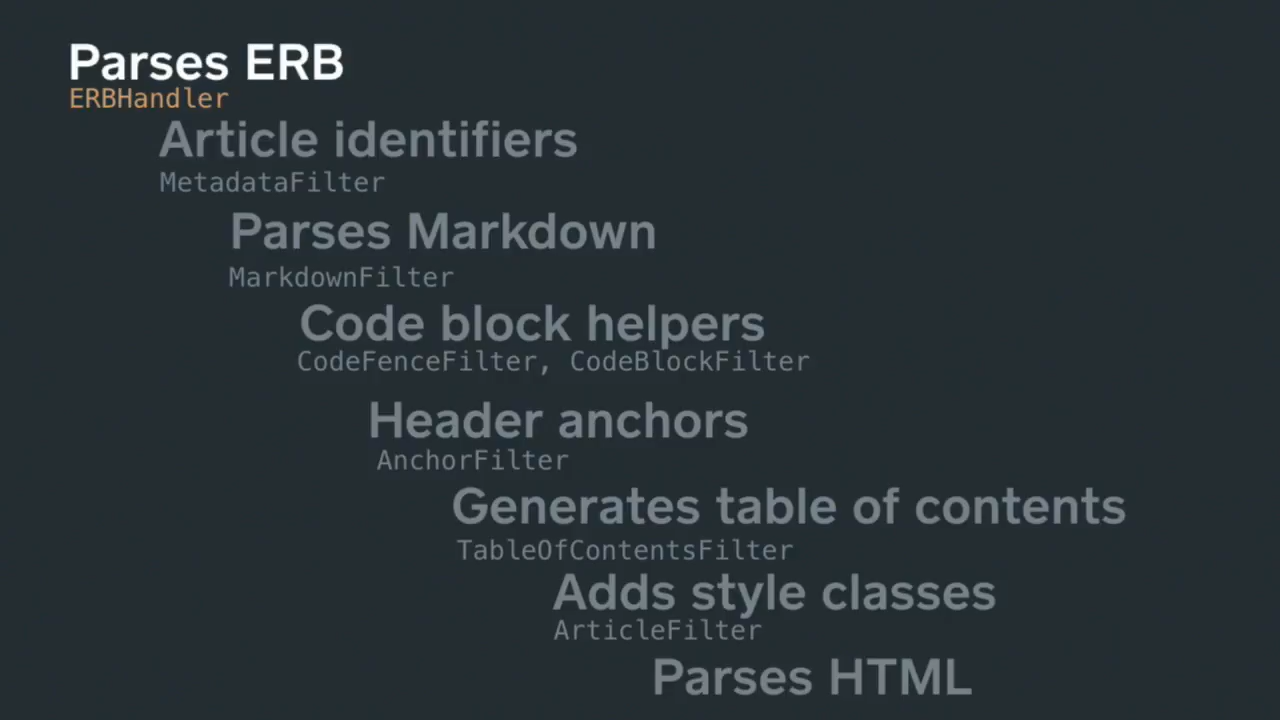 Parses ERB
ERBHandler
Article identifiers
MetadataFilter
Parses Markdown
MarkdownFilter
Code block helpers
CodeFenceFilter, CodeBlockFilter
Header anchors
AnchorFilter
Generates table of contents
TableOfContentsFilter
Adds style classes
ArticleFilter
Parses HTML